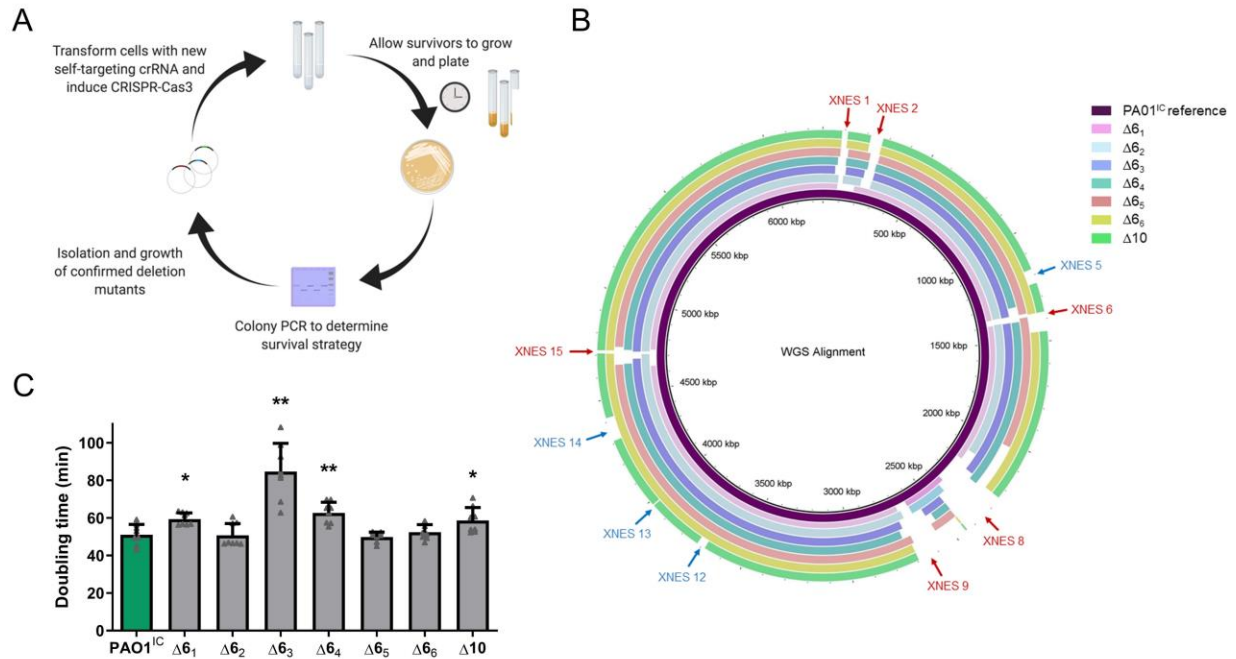 A
Transform cells with new
self-targeting crRNA and
induce CRISPR-Cas3
Allow survivors to grow
and plate
Isolation and growth
of confirmed deletion
mutants
Colony PCR to determine
survival strategy
B
XNES 1
XNES 2
XNES 5
XNES 6
XNES 8
XNES 9
XNES 12
XNES 13
XNES 14
XNES 15
500 kbp
1000 kbp
1500 kbp
2000 kbp
2500 kbp
3000 kbp
3500 kbp
4000 kbp
4500 kbp
5000 kbp
5500 kbp
6000 kbp
WGS Alignment
PA01ᴵᶜ reference
Δ6₁
Δ6₂
Δ6₃
Δ6₄
Δ6₅
Δ6₆
Δ10
C
Doubling time (min)
100
80
60
40
20
0
* ** ** *
PAO1ᴵᶜ Δ6₁ Δ6₂ Δ6₃ Δ6₄ Δ6₅ Δ6₆ Δ10